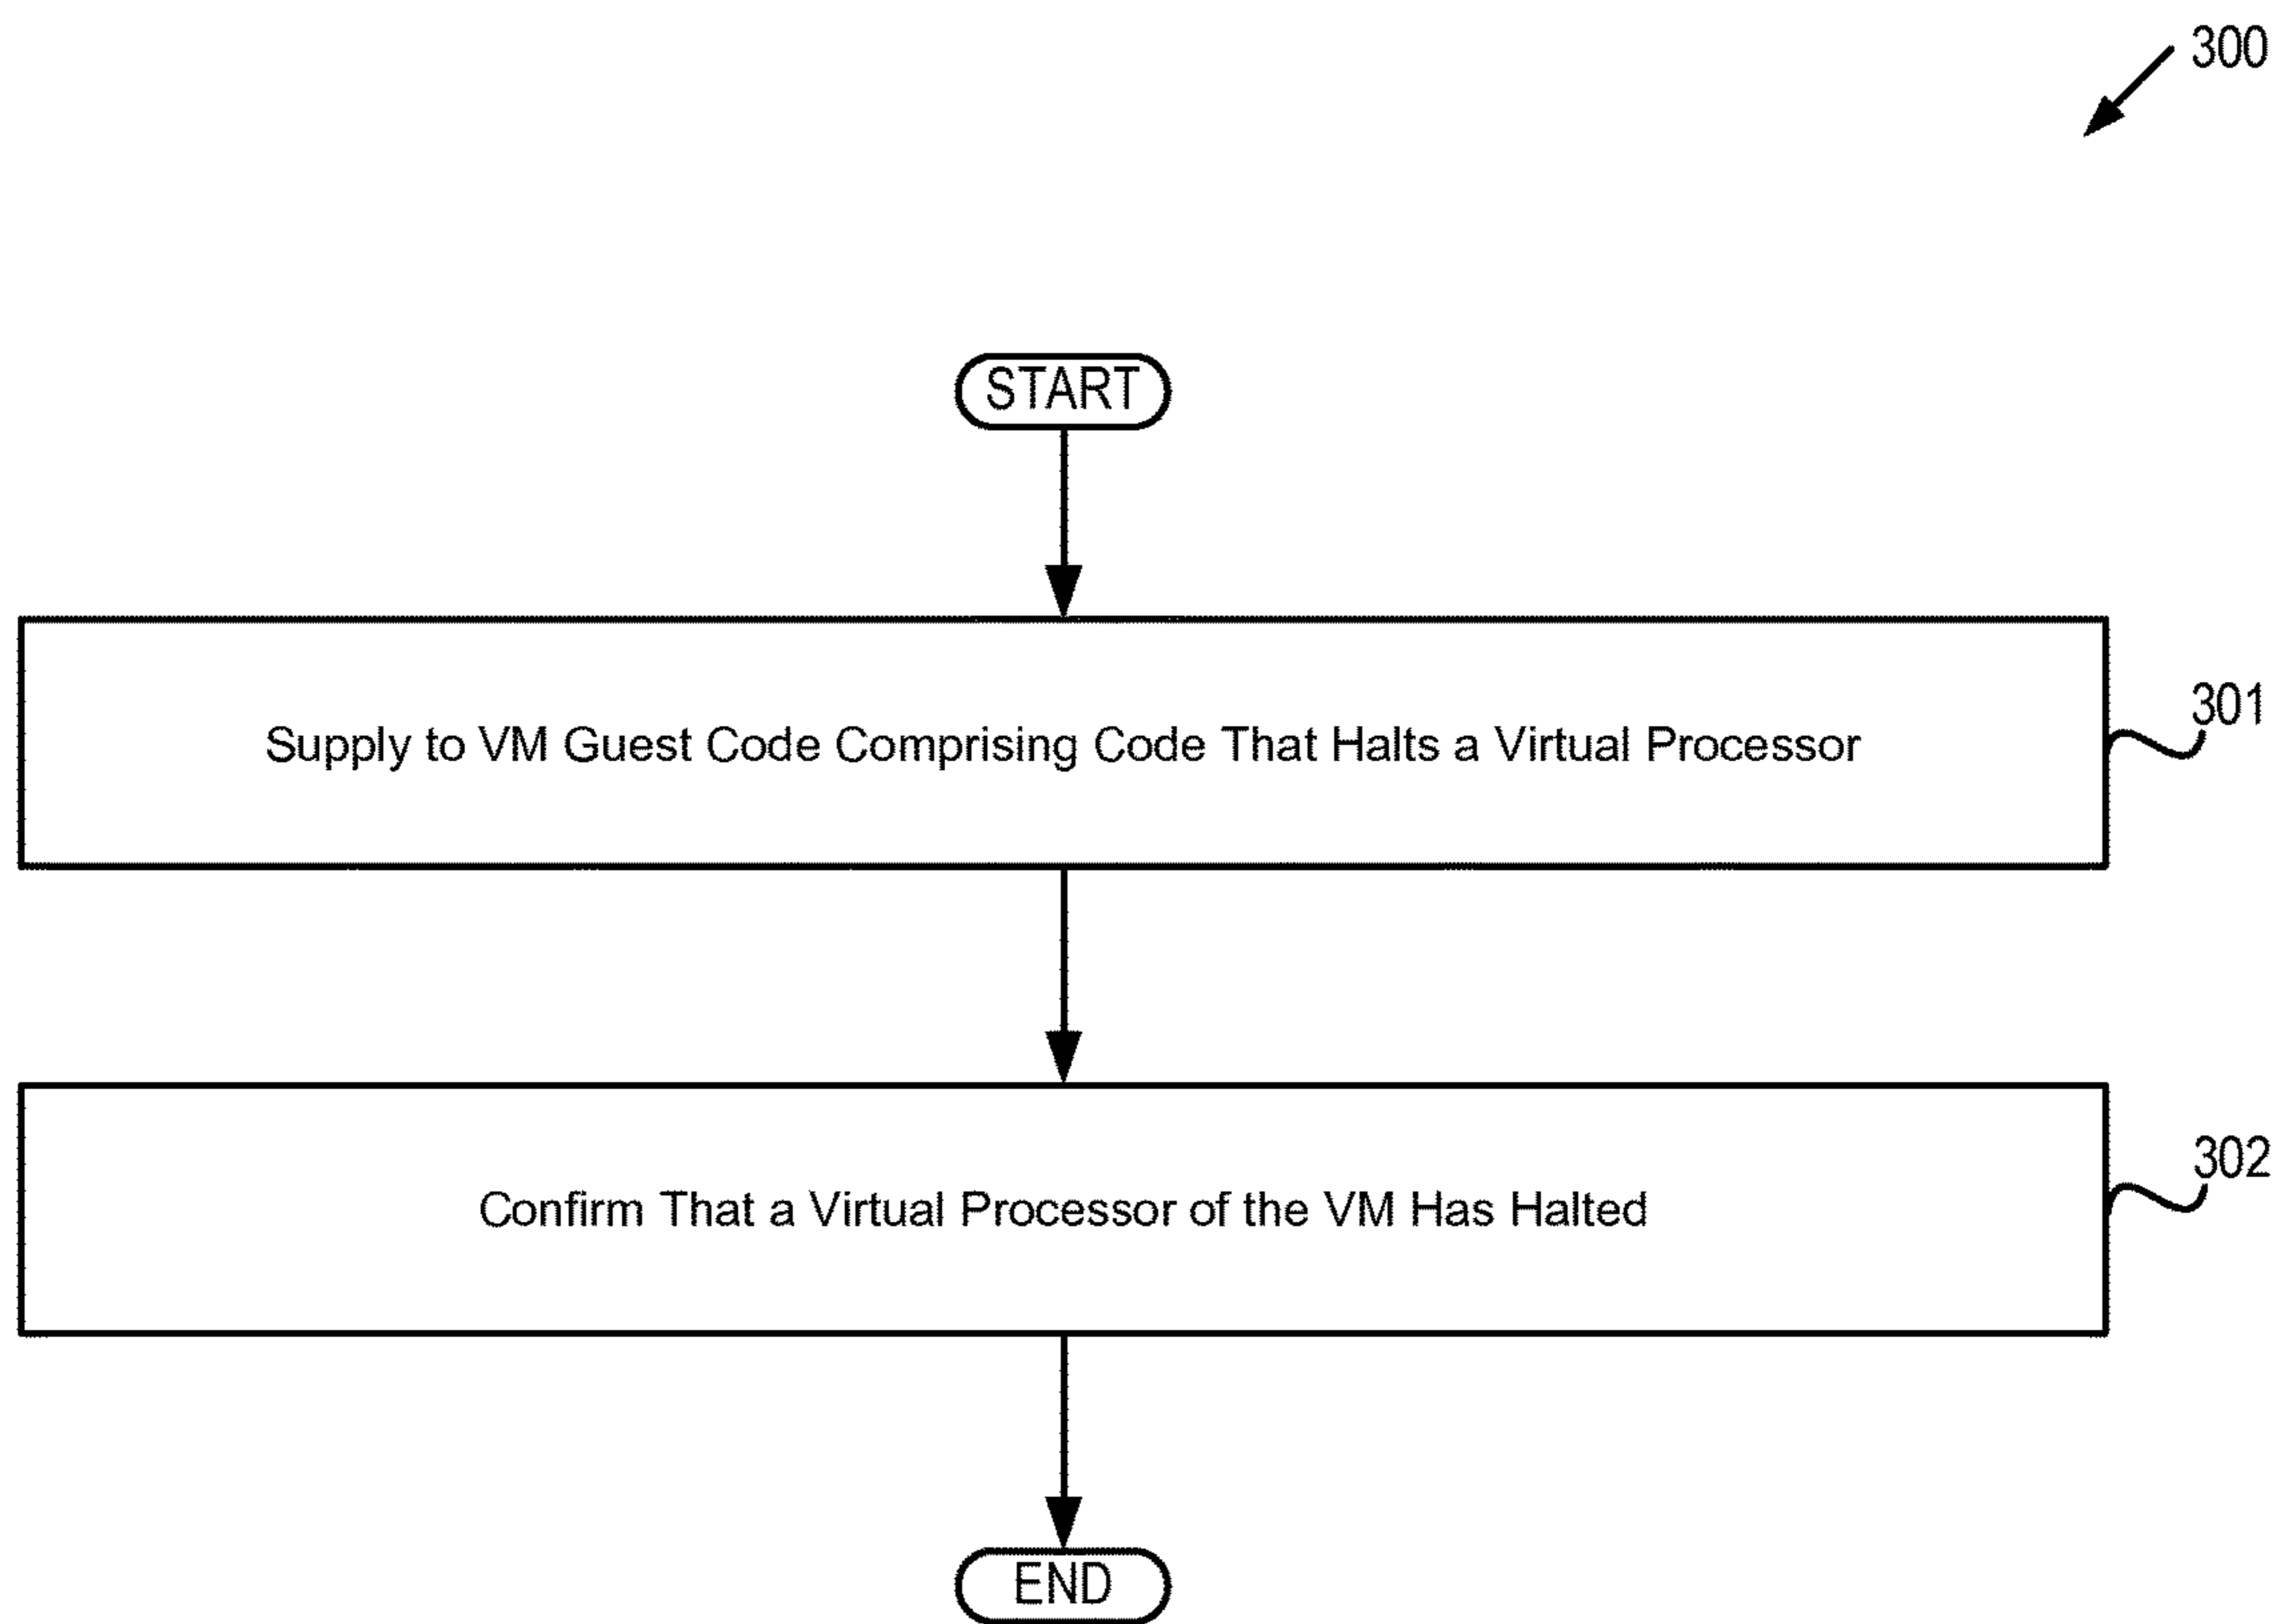 300
START
Supply to VM Guest Code Comprising Code That Halts a Virtual Processor
301
Confirm That a Virtual Processor of the VM Has Halted
302
END